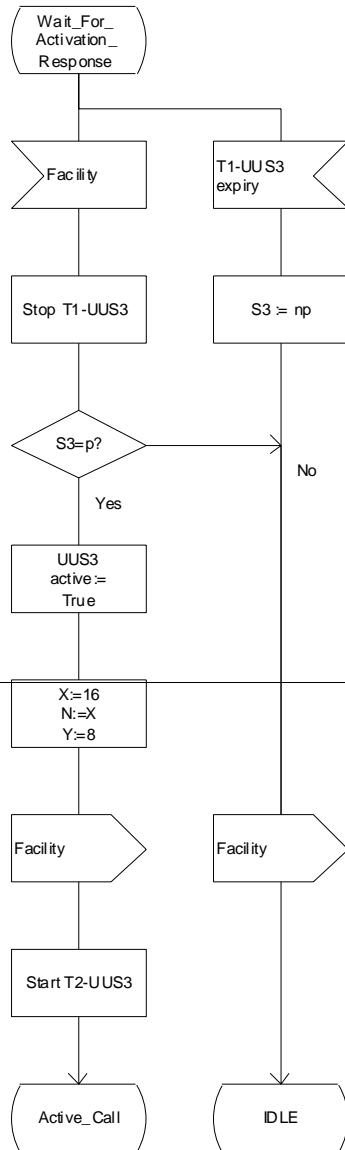 Wait_For_
Activation_
Response
Facility
T1-UUS3
expiry
Stop T1-UUS3
S3 := np
S3=p?
No
Yes
UUS3
active:=
True
X:=16
N:=X
Y:=8
Facility
Facility
Start T2-UUS3
Active_Call
IDLE